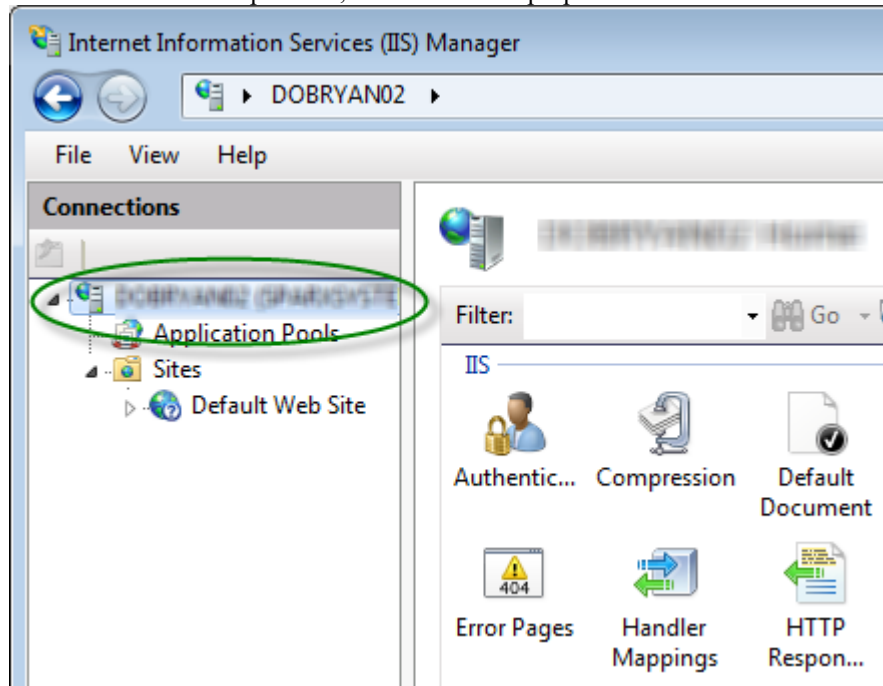 Internet Information Services (IIS) Manager
DOBRYAN02
File View Help
Connections
Filter: Go
Application Pools
Sites
IIS
Default Web Site
Authentic... Compression Default Document
404
Error Pages Handler Mappings HTTP Respon...